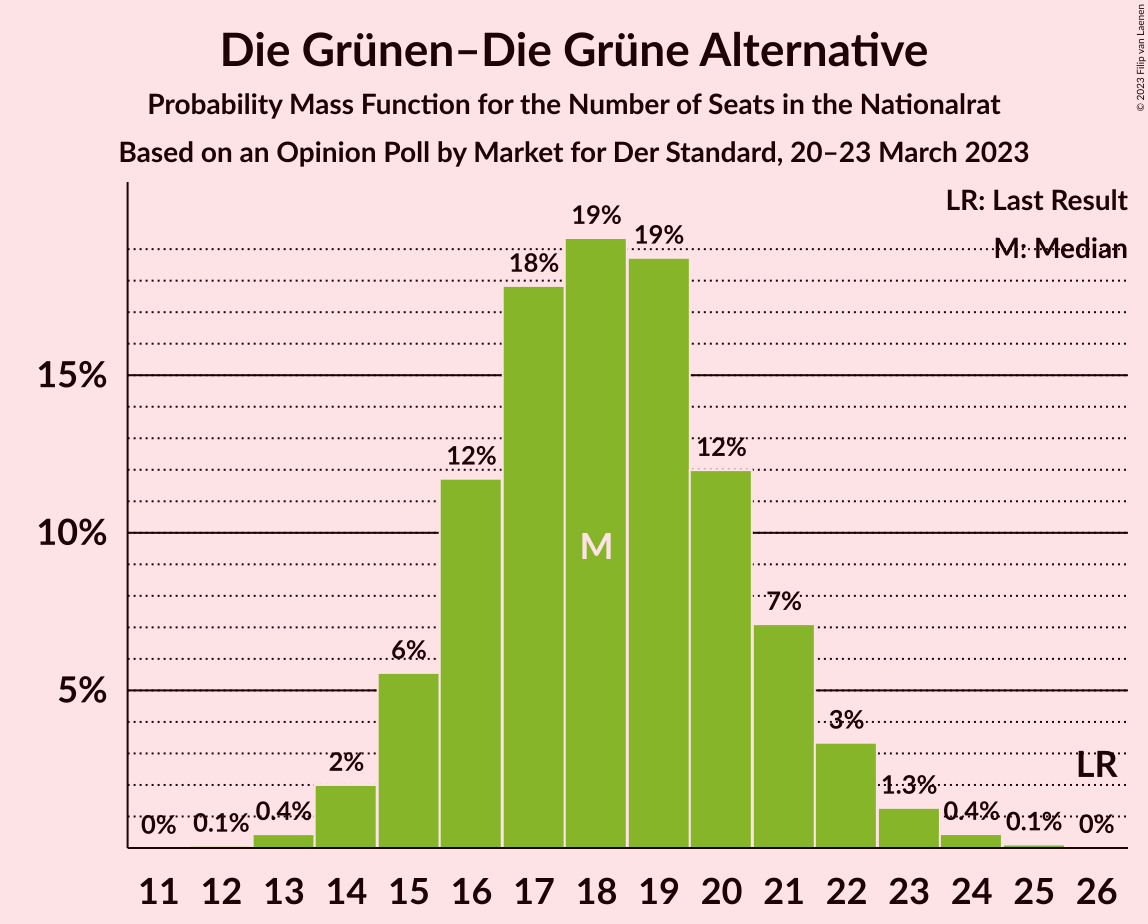 Die Grünen–Die Grüne Alternative
Probability Mass Function for the Number of Seats in the Nationalrat
Based on an Opinion Poll by Market for Der Standard, 20–23 March 2023
© 2023 Filip van Laenen
LR: Last Result
M: Median
15%
10%
5%
0%
0.1%
0.4%
2%
6%
12%
18%
19%
19%
12%
7%
3%
1.3%
0.4%
0.1%
0%
M
LR
11 12 13 14 15 16 17 18 19 20 21 22 23 24 25 26